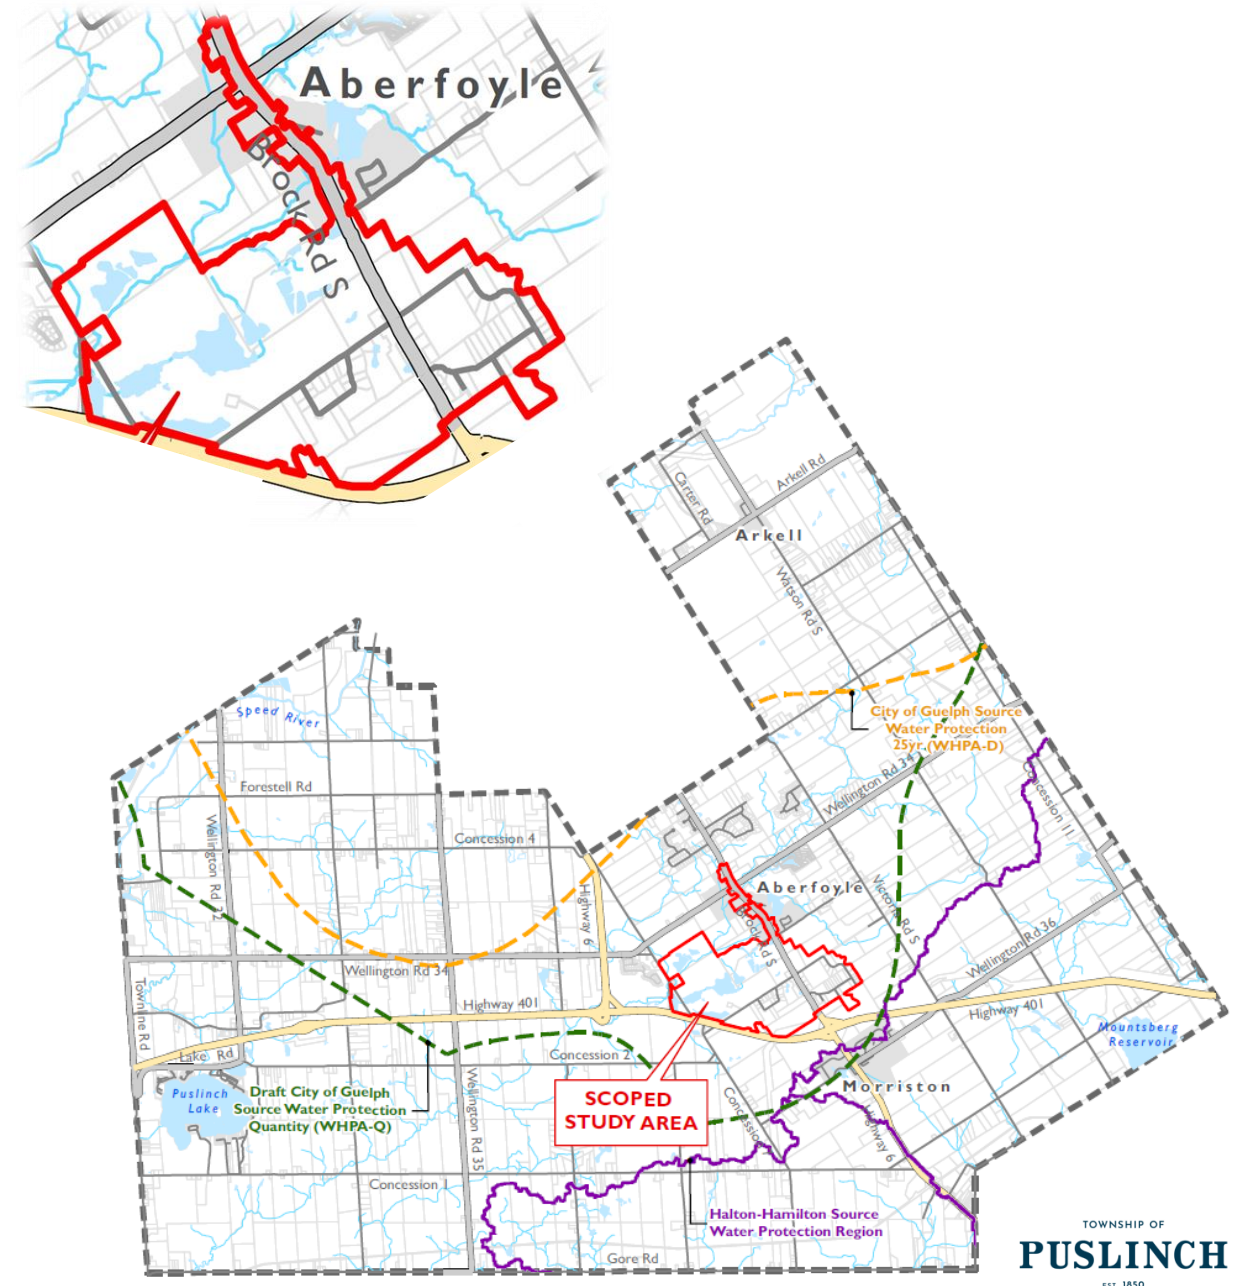 Aberfoyle
Brock Rd S
Arkell Rd
Carter Rd
Arkell
Watson Rd S
Speed River
City of Guelph Source
Water Protection
25yr (WHPA-D)
Concession 11
Wellington Rd 34
Forestell Rd
Wellington Rd 32
Concession 4
Highway 6
Aberfoyle
Brock Rd S
Victoria Rd S
Wellington Rd 36
Wellington Rd 34
Highway 401
Highway 401
Townline Rd
Mountsberg
Reservoir
Lake Rd
Concession 2
Puslinch
Lake
Draft City of Guelph
Source Water Protection
Quantity (WHPA-Q)
SCOPED
STUDY AREA
Morriston
Wellington Rd 35
Highway 6
Concession 1
Halton-Hamilton Source
Water Protection Region
Gore Rd
TOWNSHIP OF
PUSLINCH
EST. 1850